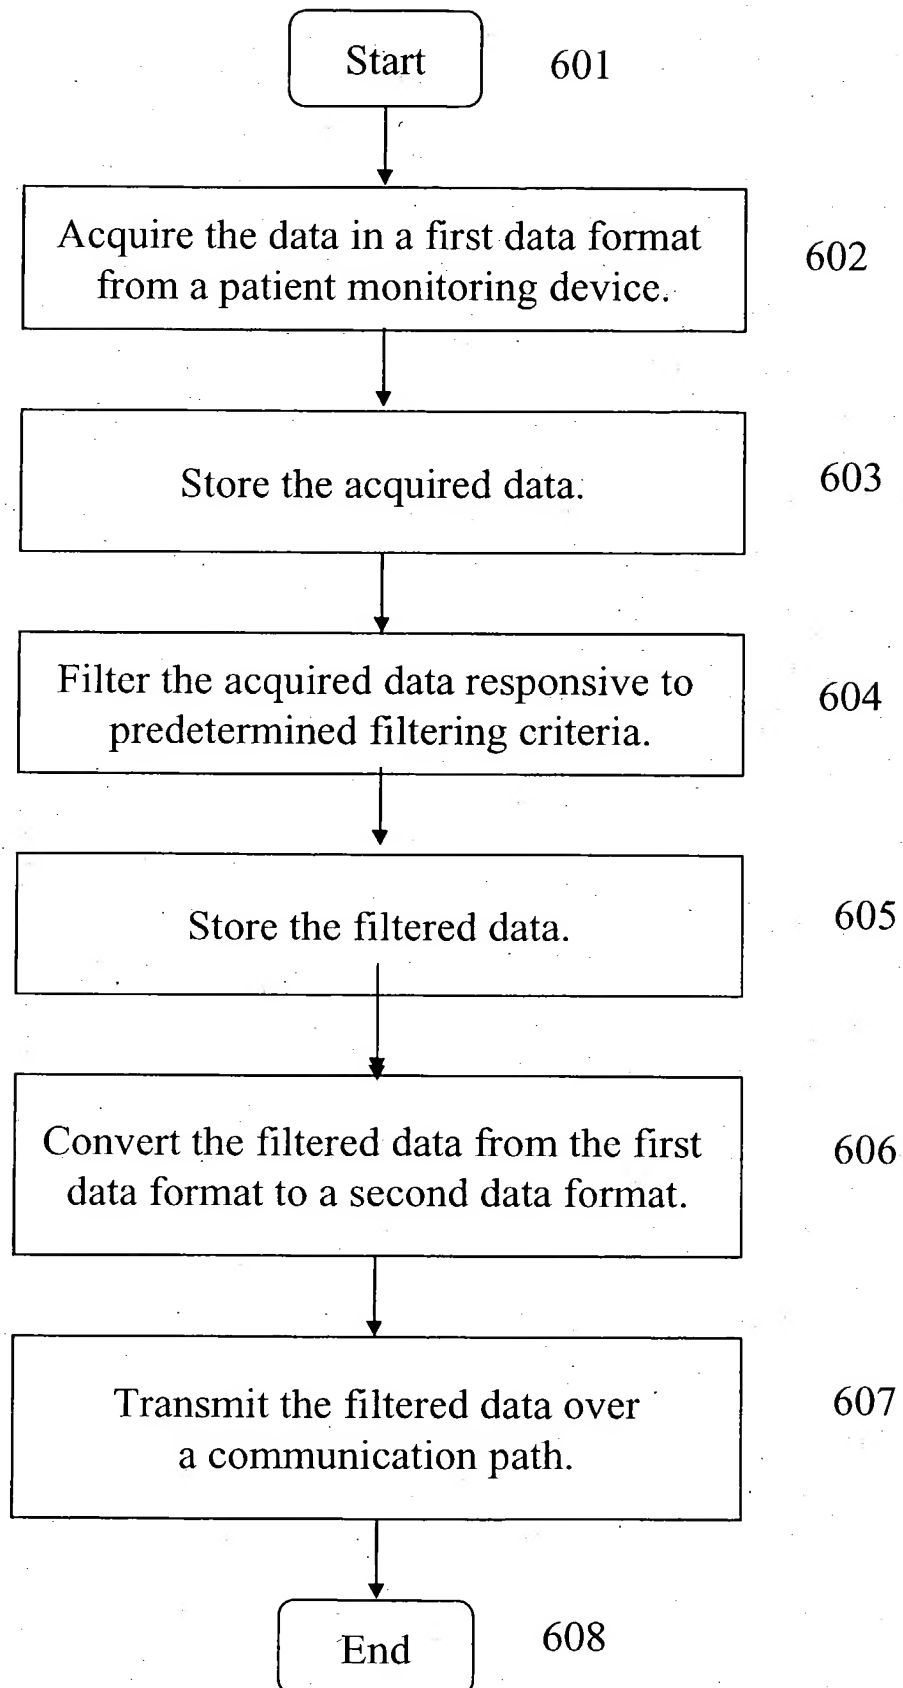 Start 601
Acquire the data in a first data format
from a patient monitoring device.
602
Store the acquired data. 603
Filter the acquired data responsive to
predetermined filtering criteria.
604
Store the filtered data. 605
Convert the filtered data from the first
data format to a second data format.
606
Transmit the filtered data over
a communication path.
607
End 608